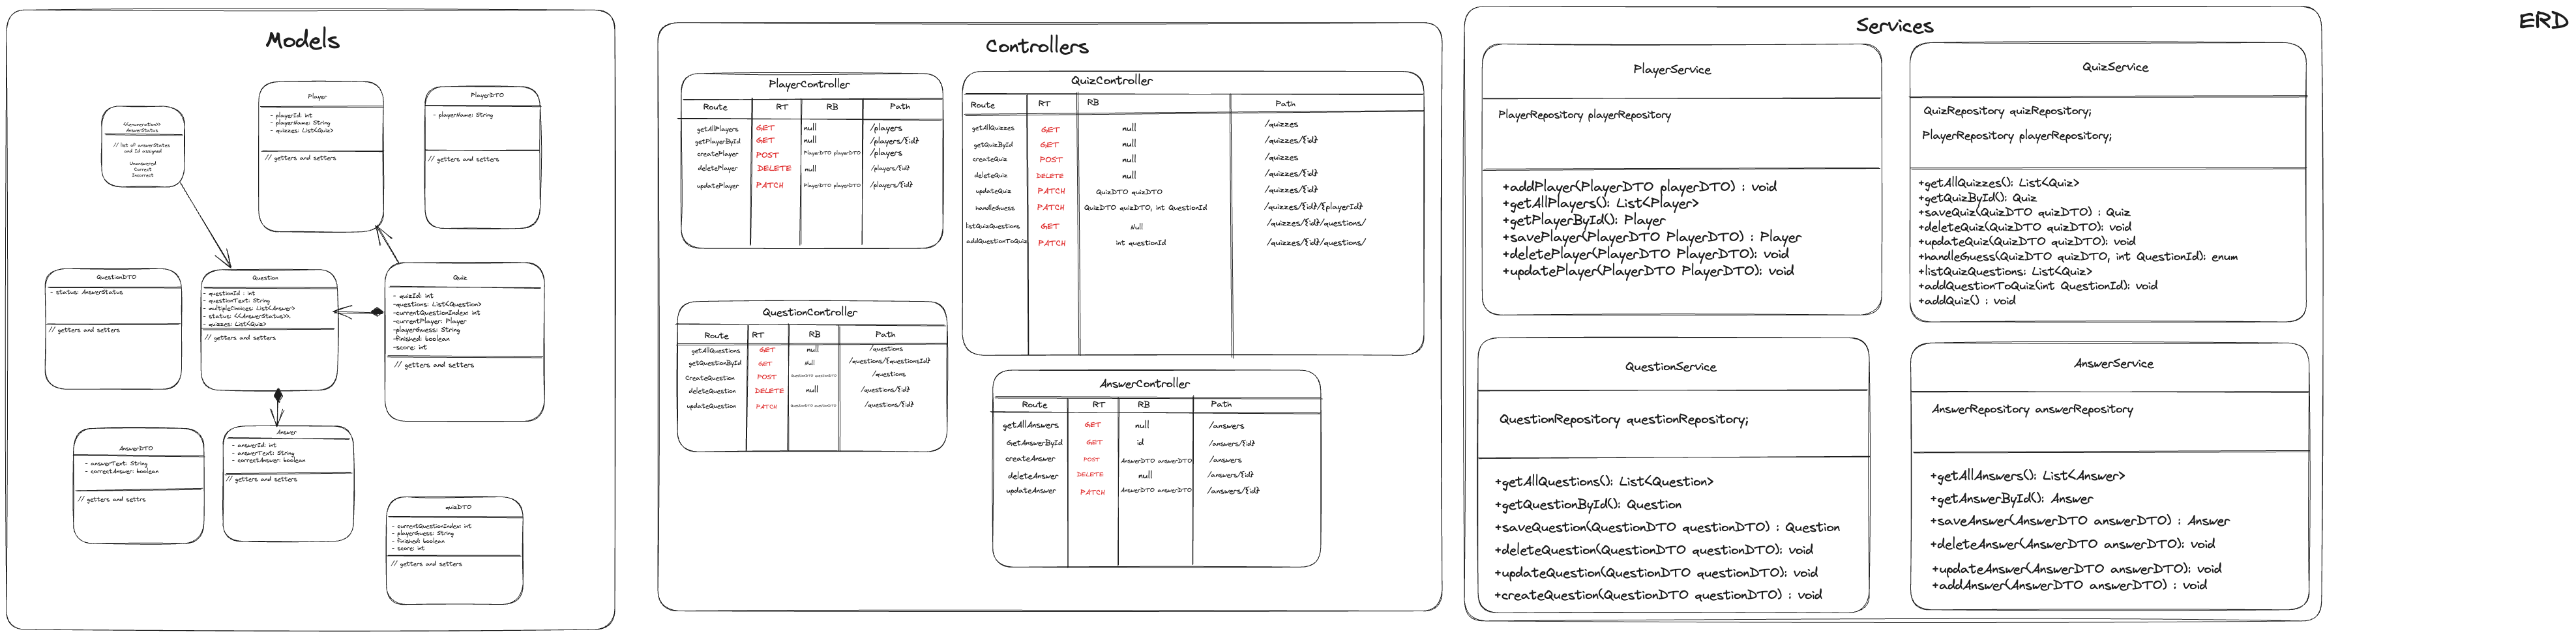 Models
<<Enumeration>>
AnswerStatus
// list of answerStates
and Id assigned
Unanswered
Correct
Incorrect
Player
- playerId: int
- playerName: String
- quizzes: List<Quiz>
// getters and setters
PlayerDTO
- playerName: String
// getters and setters
QuestionDTO
- status: AnswerStatus
// getters and setters
Question
- questionId : int
- questionText: String
- multipleChoices: List<Answer>
- status: <<AnswerStatus>>,
- quizzes: List<Quiz>
// getters and setters
Quiz
- quizId: int
-questions: List<Question>
-currentQuestionIndex: int
-currentPlayer: Player
-playerGuess: String
-finished: boolean
-score: int
// getters and setters
AnswerDTO
- answerText: String
- correctAnswer: boolean
// getters and settrs
Answer
- answerId: int
- answerText: String
- correctAnswer: boolean
// getters and setters
quizDTO
- currentQuestionIndex: int
- playerGuess: String
- finished: boolean
- score: int
// getters and setters
Controllers
PlayerController
Route RT RB Path
getAllPlayers GET null /players
getPlayerById GET null /players/{id}
createPlayer POST PlayerDTO playerDTO /players
deletePlayer DELETE null /players/{id}
updatePlayer PATCH PlayerDTO playerDTO /players/{id}
QuizController
Route RT RB Path
getAllQuizzes GET null /quizzes
getQuizById GET null /quizzes/{id}
createQuiz POST null /quizzes
deleteQuiz DELETE null /quizzes/{id}
updateQuiz PATCH QuizDTO quizDTO /quizzes/{id}
handleGuess PATCH QuizDTO quizDTO, int QuestionId /quizzes/{id}/{playerId}
listQuizQuestions GET Null /quizzes/{id}/questions/
addQuestionToQuiz PATCH int questionId /quizzes/{id}/questions/
QuestionController
Route RT RB Path
getAllQuestions GET null /questions
getQuestionById GET Null /questions/{questionsId}
CreateQuestion POST QuestionDTO questionDTO /questions
deleteQuestion DELETE null /questions/{id}
updateQuestion PATCH QuestionDTO questionDTO /questions/{id}
AnswerController
Route RT RB Path
getAllAnswers GET null /answers
GetAnswerById GET id /answers/{id}
createAnswer POST AnswerDTO answerDTO /answers
deleteAnswer DELETE null /answers/{id}
updateAnswer PATCH AnswerDTO answerDTO /answers/{id}
Services
PlayerService
PlayerRepository playerRepository
+addPlayer(PlayerDTO playerDTO) : void
+getAllPlayers(): List<Player>
+getPlayerById(): Player
+savePlayer(PlayerDTO PlayerDTO) : Player
+deletePlayer(PlayerDTO PlayerDTO): void
+updatePlayer(PlayerDTO PlayerDTO): void
QuizService
QuizRepository quizRepository;
PlayerRepository playerRepository;
+getAllQuizzes(): List<Quiz>
+getQuizById(): Quiz
+saveQuiz(QuizDTO quizDTO) : Quiz
+deleteQuiz(QuizDTO quizDTO): void
+updateQuiz(QuizDTO quizDTO): void
+handleGuess(QuizDTO quizDTO, int QuestionId): enum
+listQuizQuestions: List<Quiz>
+addQuestionToQuiz(int QuestionId): void
+addQuiz() : void
QuestionService
QuestionRepository questionRepository;
+getAllQuestions(): List<Question>
+getQuestionById(): Question
+saveQuestion(QuestionDTO questionDTO) : Question
+deleteQuestion(QuestionDTO questionDTO): void
+updateQuestion(QuestionDTO questionDTO): void
+createQuestion(QuestionDTO questionDTO) : void
AnswerService
AnswerRepository answerRepository
+getAllAnswers(): List<Answer>
+getAnswerById(): Answer
+saveAnswer(AnswerDTO answerDTO) : Answer
+deleteAnswer(AnswerDTO answerDTO): void
+updateAnswer(AnswerDTO answerDTO): void
+addAnswer(AnswerDTO answerDTO) : void
ERD